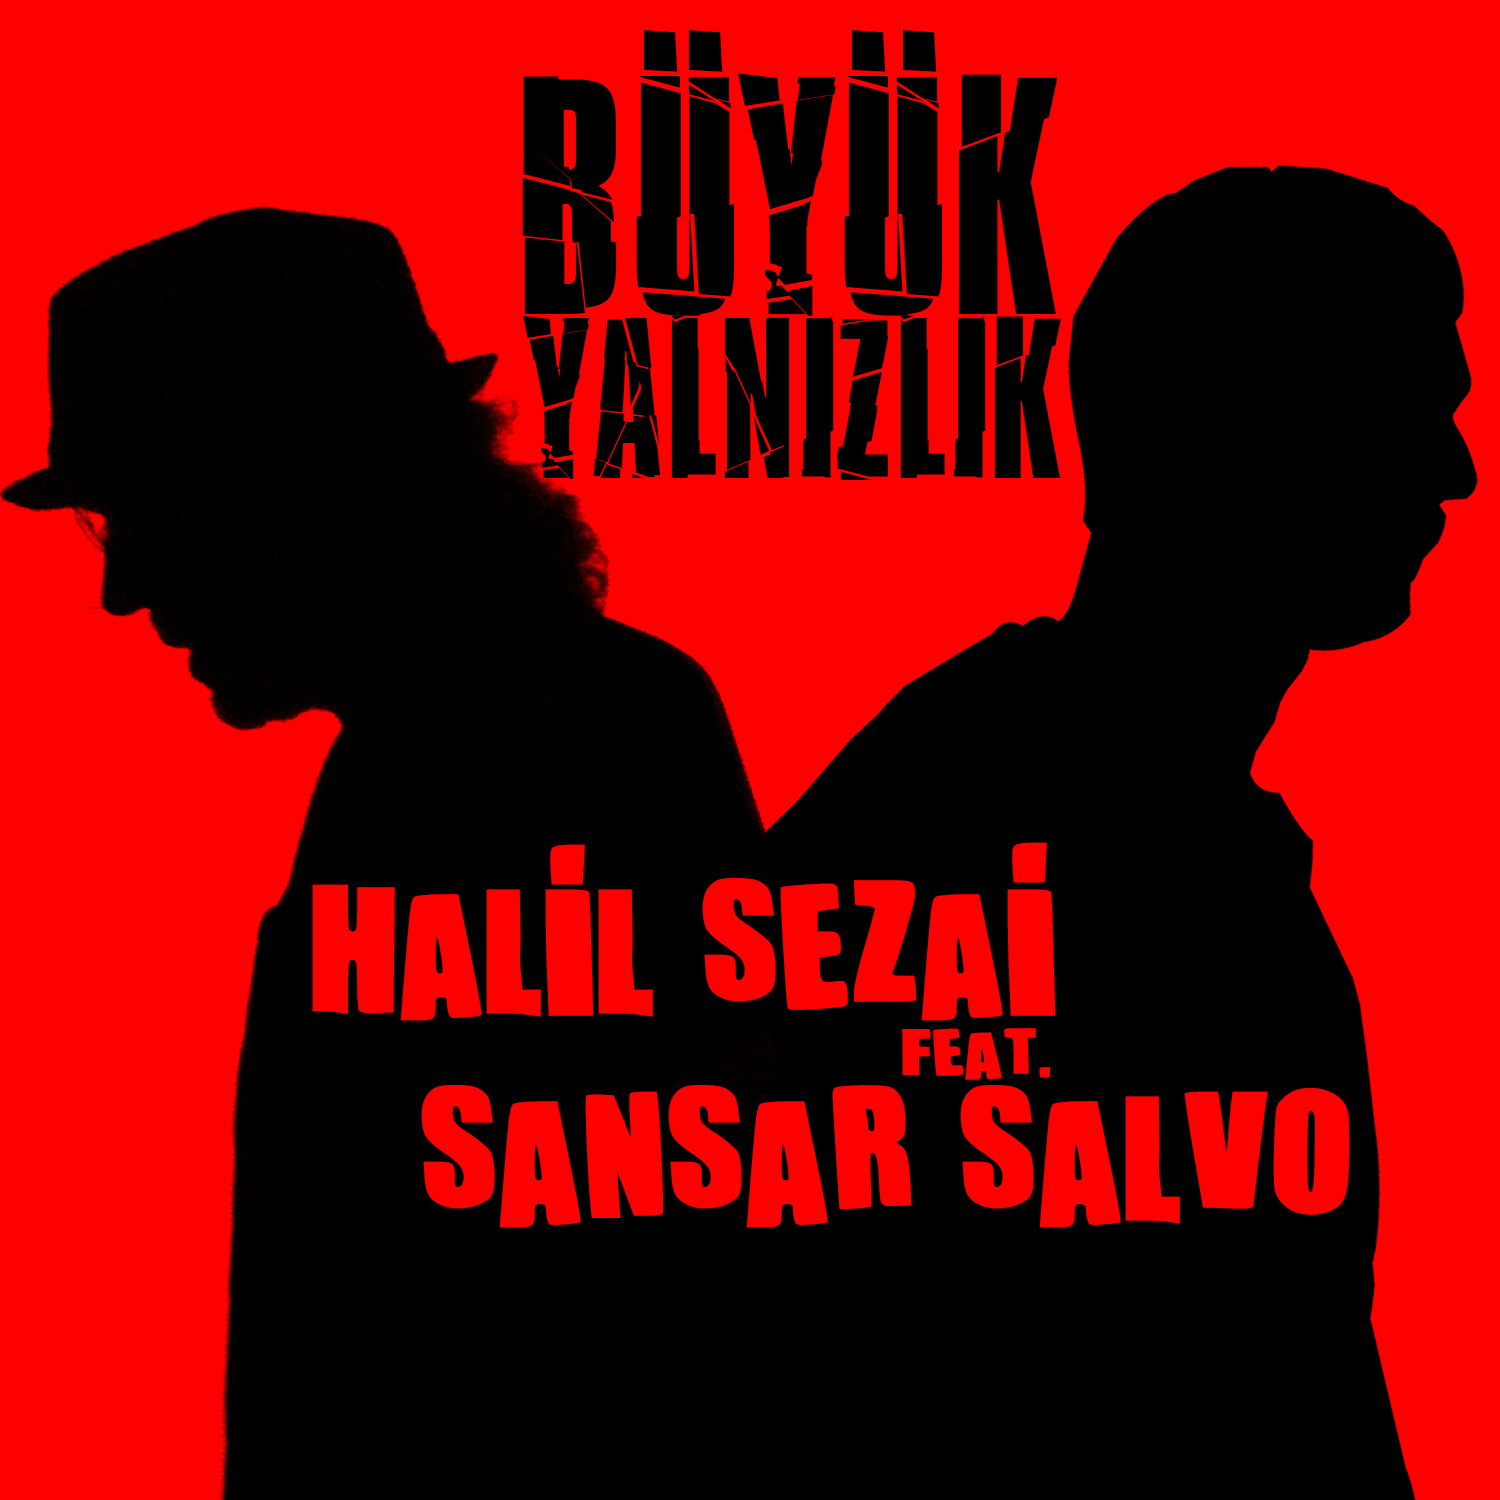 BÜYÜK
YALNIZLIK
HALİL SEZAİ
FEAT.
SANSAR SALVO